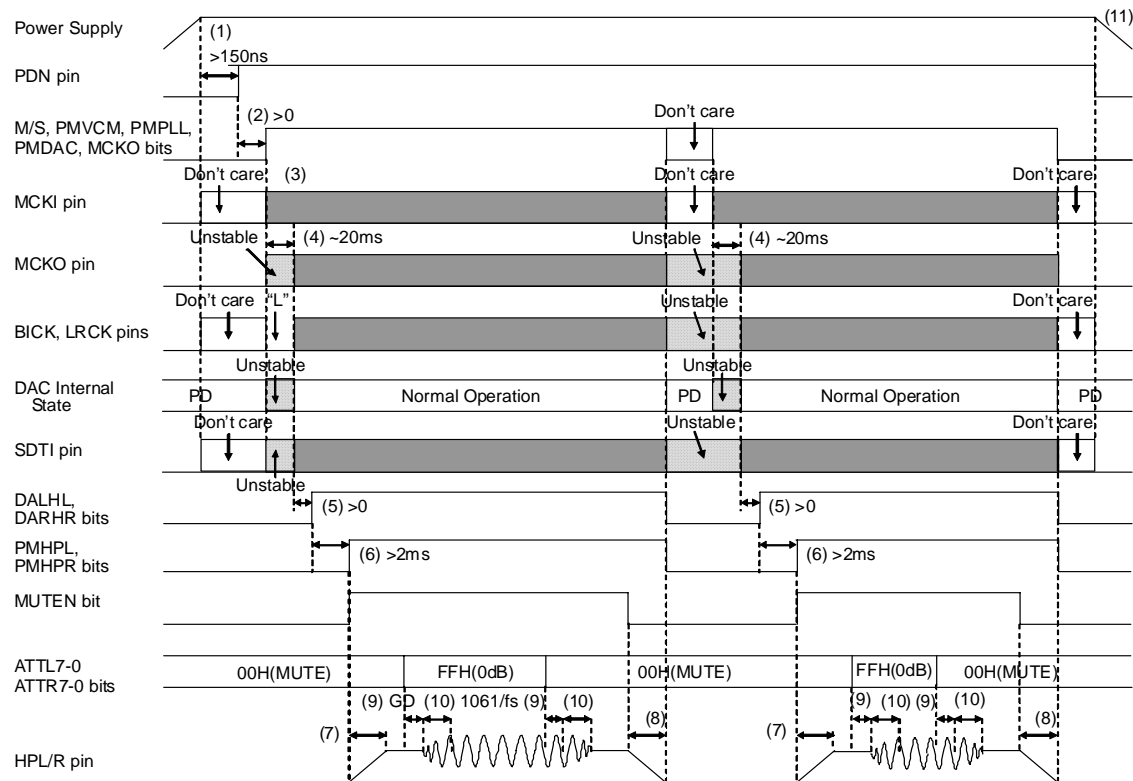 Power Supply (1) (11)
>150ns
PDN pin
(2) >0 Don't care
M/S, PMVCM, PMPLL,
PMDAC, MCKO bits
Don't care (3) Don't care Don't care
MCKI pin
Unstable (4) ~20ms Unstable (4) ~20ms
MCKO pin
Don't care "L" Unstable Don't care
BICK, LRCK pins
Unstable Unstable
DAC Internal
State
PD Normal Operation PD Normal Operation PD
Don't care Unstable Don't care
SDTI pin
Unstable
DALHL,
DARHR bits
(5) >0 (5) >0
PMHPL,
PMHPR bits
(6) >2ms (6) >2ms
MUTEN bit
ATTL7-0
ATTR7-0 bits
00H(MUTE) FFH(0dB) 00H(MUTE) FFH(0dB) 00H(MUTE)
(9) GD (10) 1061/fs (9) (10) (9) (10) (9) (10)
(7) (8) (7) (8)
HPL/R pin